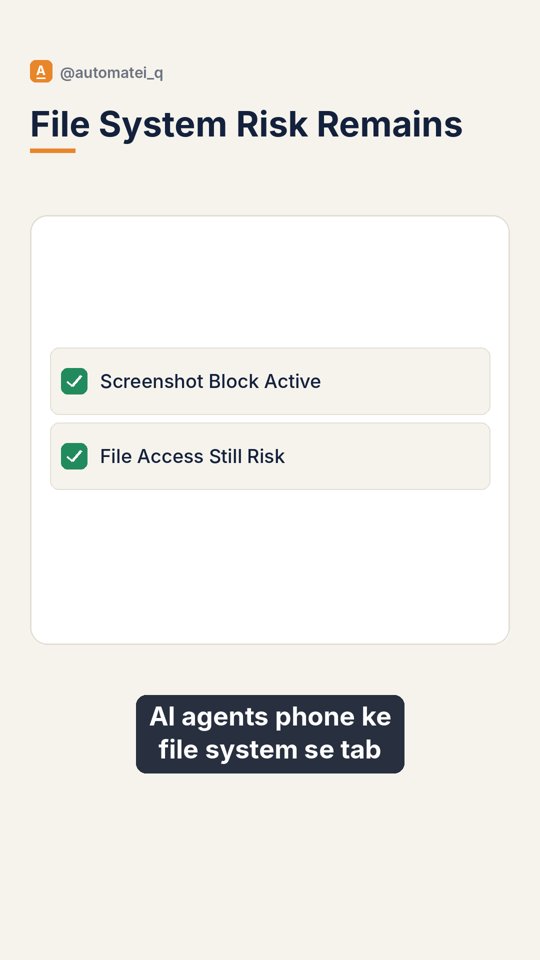 A
@automatei_q
File System Risk Remains
Screenshot Block Active
File Access Still Risk
AI agents phone ke
file system se tab